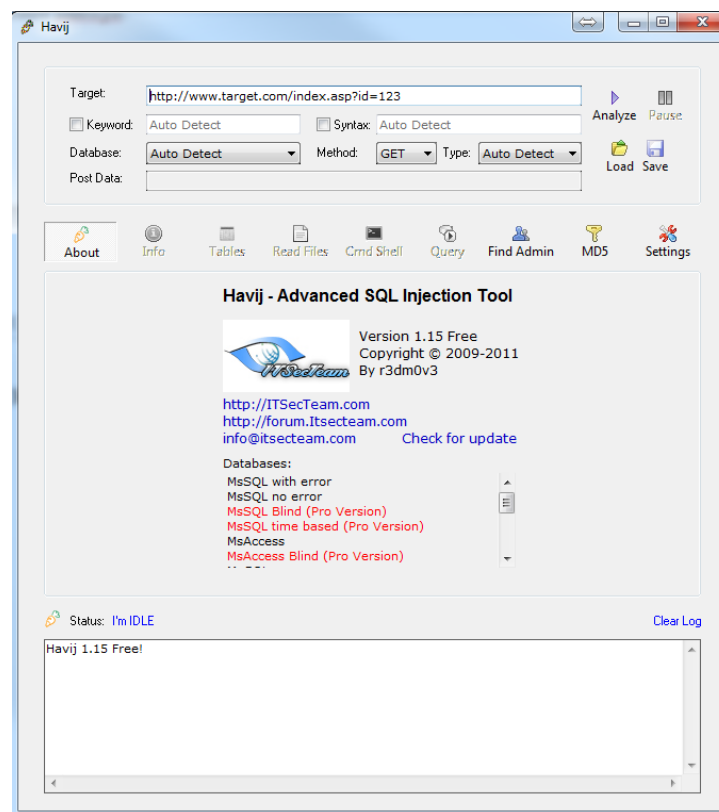 Havij
Target: http://www.target.com/index.asp?id=123
Analyze Pause
Keyword: Auto Detect Syntax: Auto Detect
Database: Auto Detect Method: GET Type: Auto Detect
Load Save
Post Data:
About Info Tables Read Files Cmd Shell Query Find Admin MD5 Settings
Havij - Advanced SQL Injection Tool
ITSecTeam
Version 1.15 Free
Copyright © 2009-2011
By r3dm0v3
http://ITSecTeam.com
http://forum.Itsecteam.com
info@itsecteam.com Check for update
Databases:
MsSQL with error
MsSQL no error
MsSQL Blind (Pro Version)
MsSQL time based (Pro Version)
MsAccess
MsAccess Blind (Pro Version)
Status: I'm IDLE Clear Log
Havij 1.15 Free!